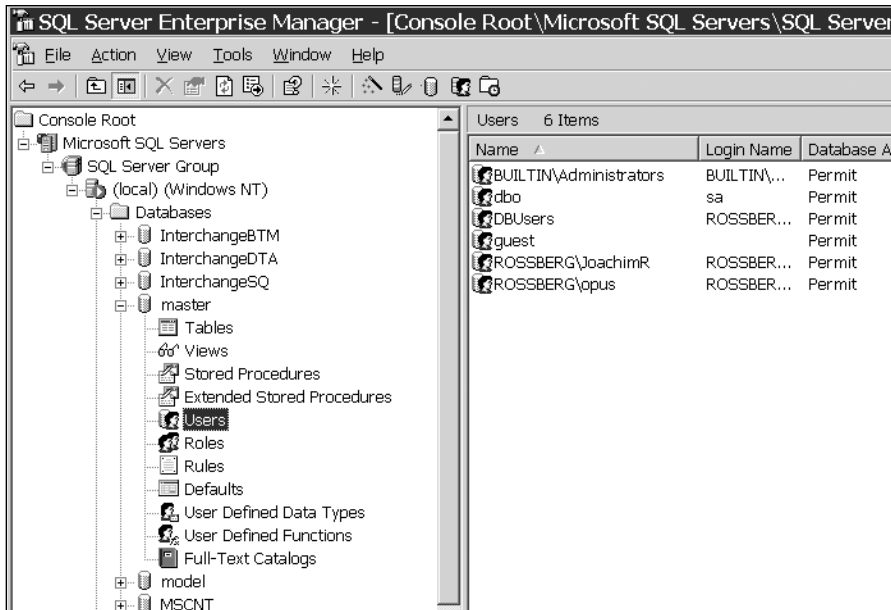 SQL Server Enterprise Manager - [Console Root\Microsoft SQL Servers\SQL Server
File Action View Tools Window Help
Console Root
Microsoft SQL Servers
SQL Server Group
(local) (Windows NT)
Databases
InterchangeBTM
InterchangeDTA
InterchangeSQ
master
Tables
Views
Stored Procedures
Extended Stored Procedures
Users
Roles
Rules
Defaults
User Defined Data Types
User Defined Functions
Full-Text Catalogs
model
MSCNT
Users 6 Items
Name Login Name Database A
BUILTIN\Administrators BUILTIN\... Permit
dbo sa Permit
DBUsers ROSSBER... Permit
guest Permit
ROSSBERG\JoachimR ROSSBER... Permit
ROSSBERG\opus ROSSBER... Permit